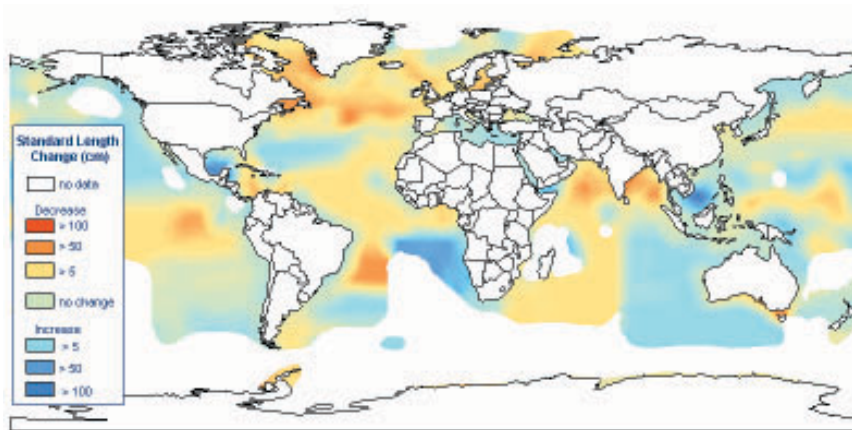 Standard Length
Change (cm)
no data
Decrease
> 100
> 50
> 5
no change
Increase
> 5
> 50
> 100